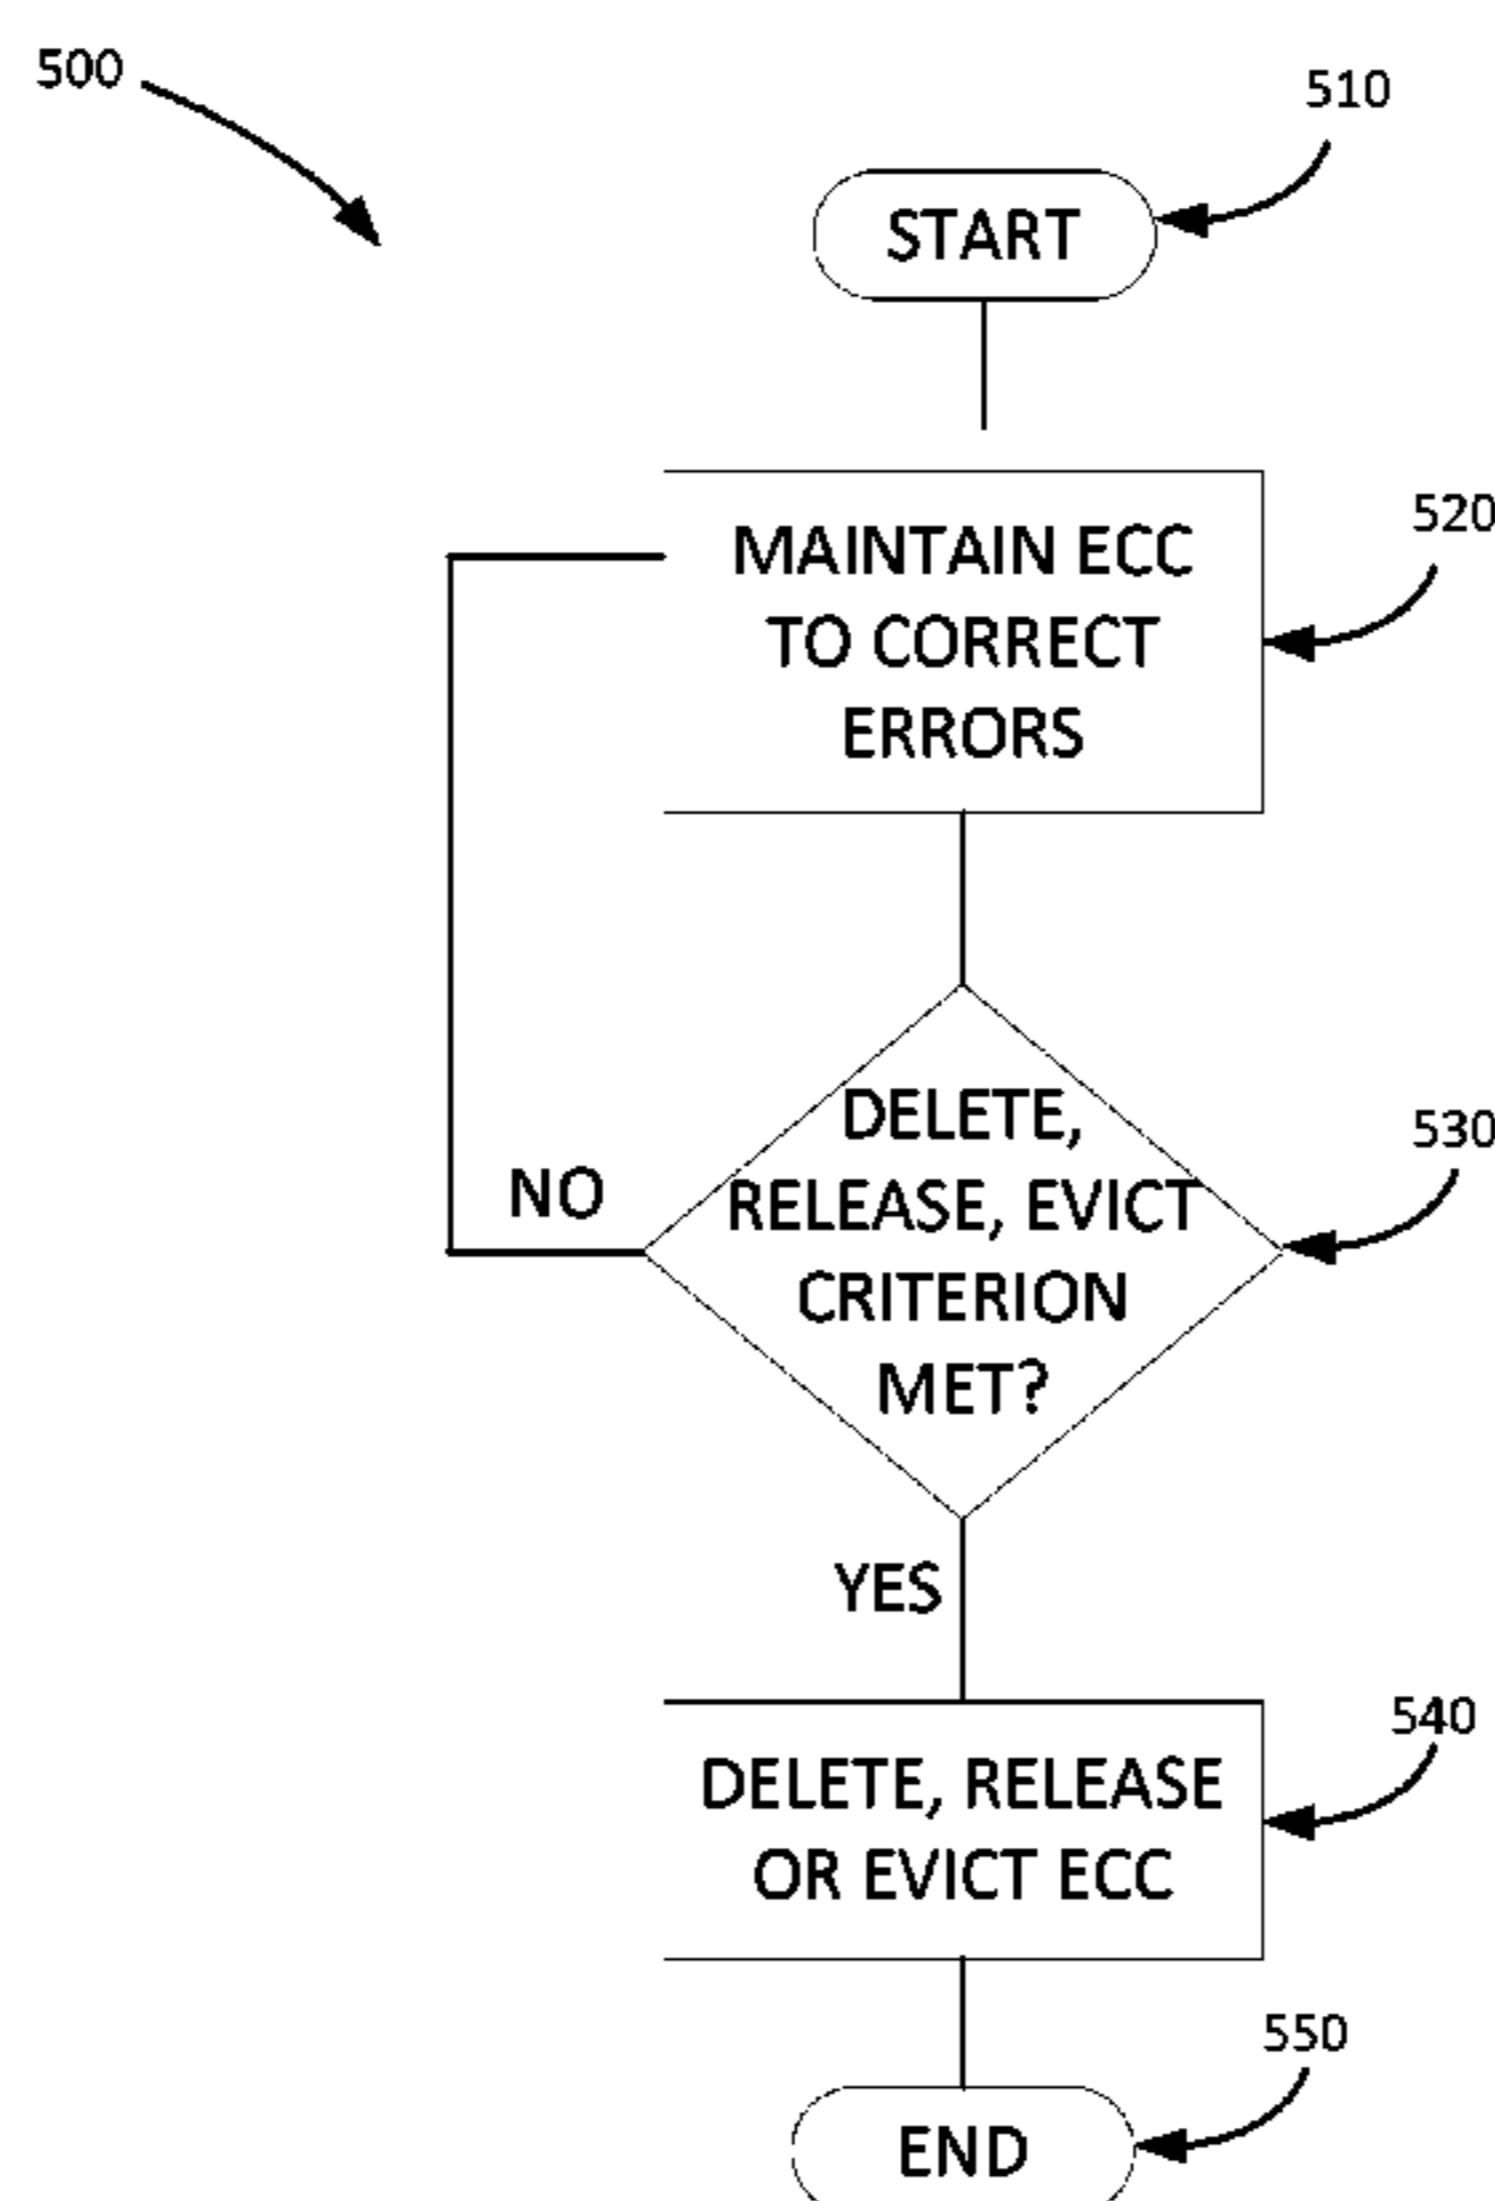 500
510
START
520
MAINTAIN ECC
TO CORRECT
ERRORS
530
DELETE,
RELEASE, EVICT
CRITERION
MET?
NO
YES
540
DELETE, RELEASE
OR EVICT ECC
550
END